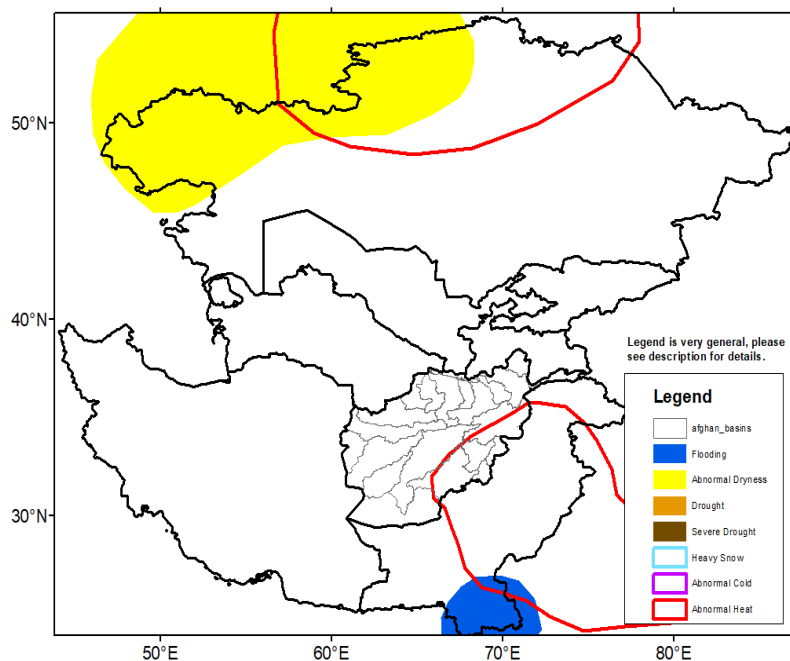 50°N
40°N
30°N
50°E
60°E
70°E
80°E
Legend is very general, please
see description for details.
Legend
afghan_basins
Flooding
Abnormal Dryness
Drought
Severe Drought
Heavy Snow
Abnormal Cold
Abnormal Heat